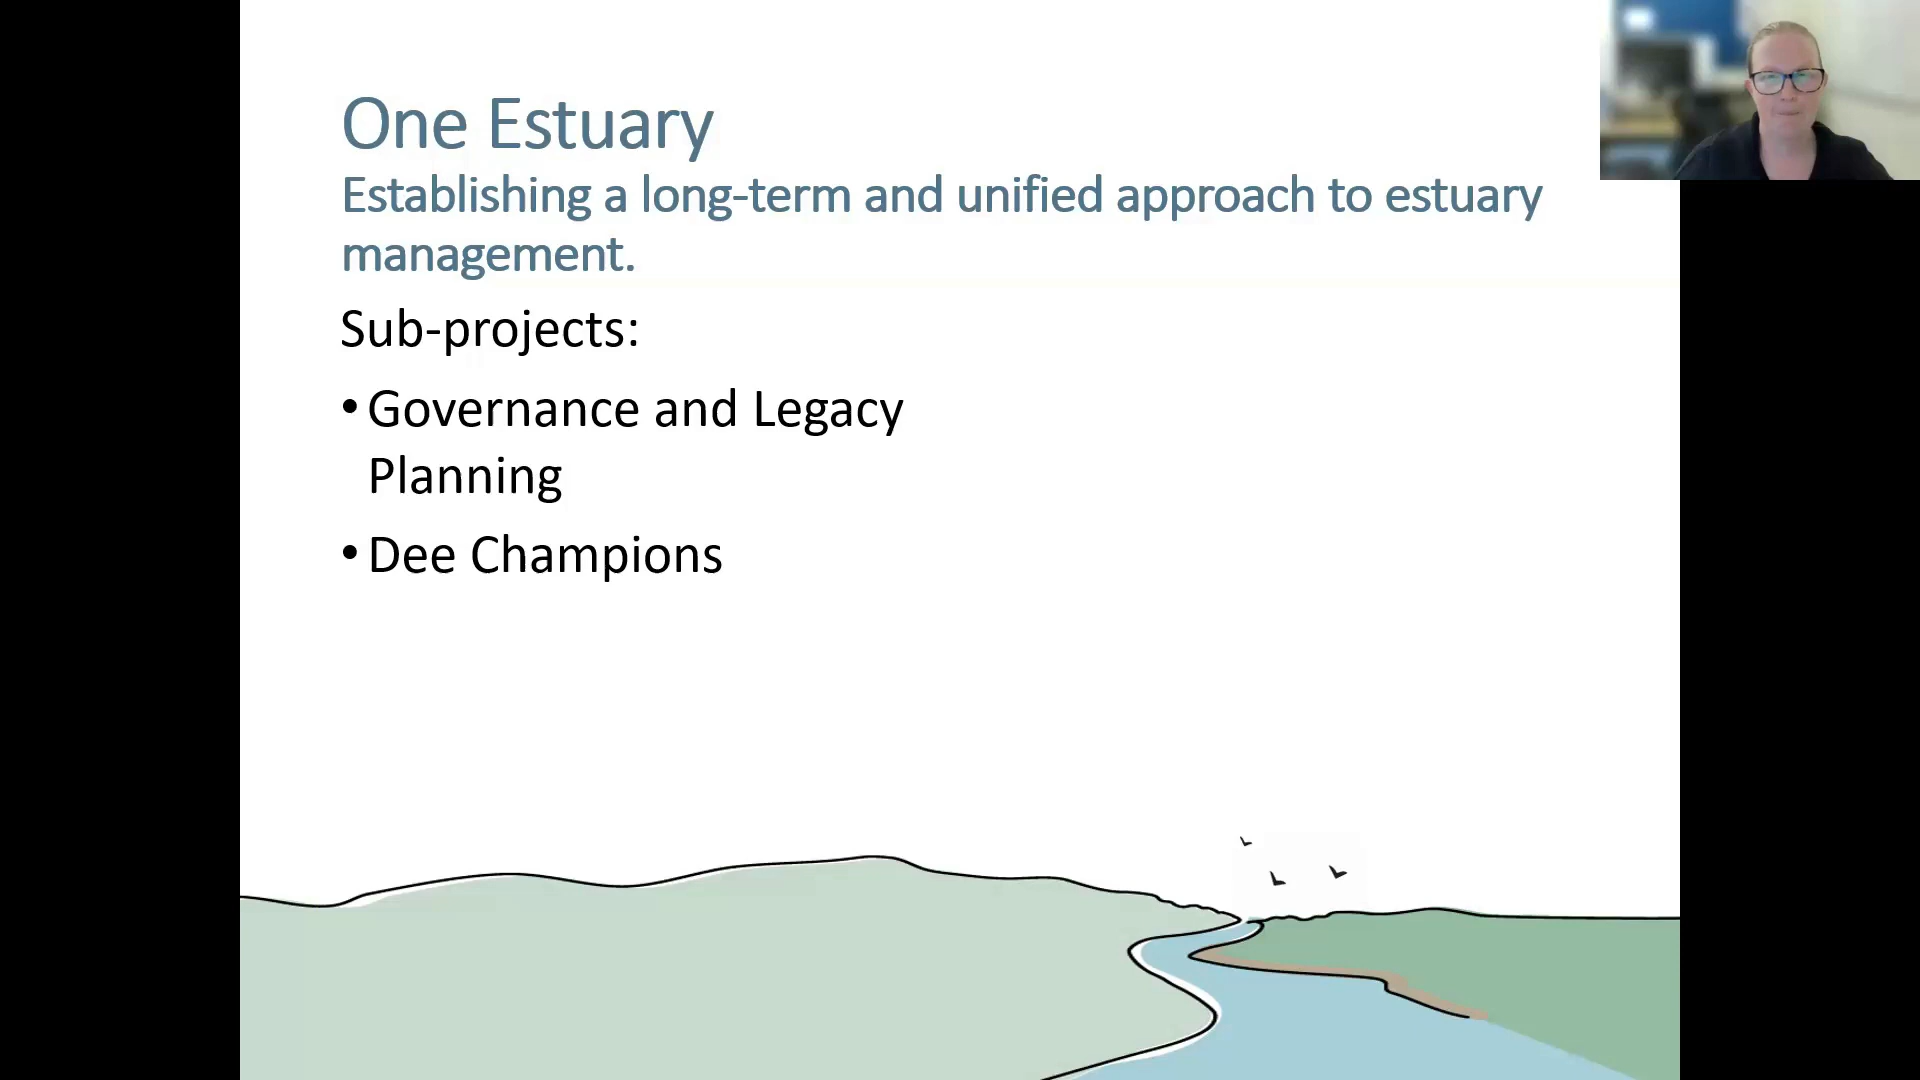 One Estuary
Establishing a long-term and unified approach to estuary
management.
Sub-projects:
• Governance and Legacy
Planning
• Dee Champions